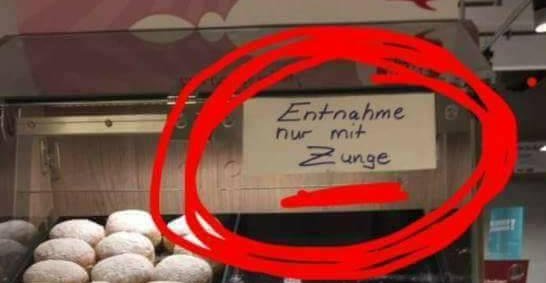 Entnahme
nur mit
Zunge